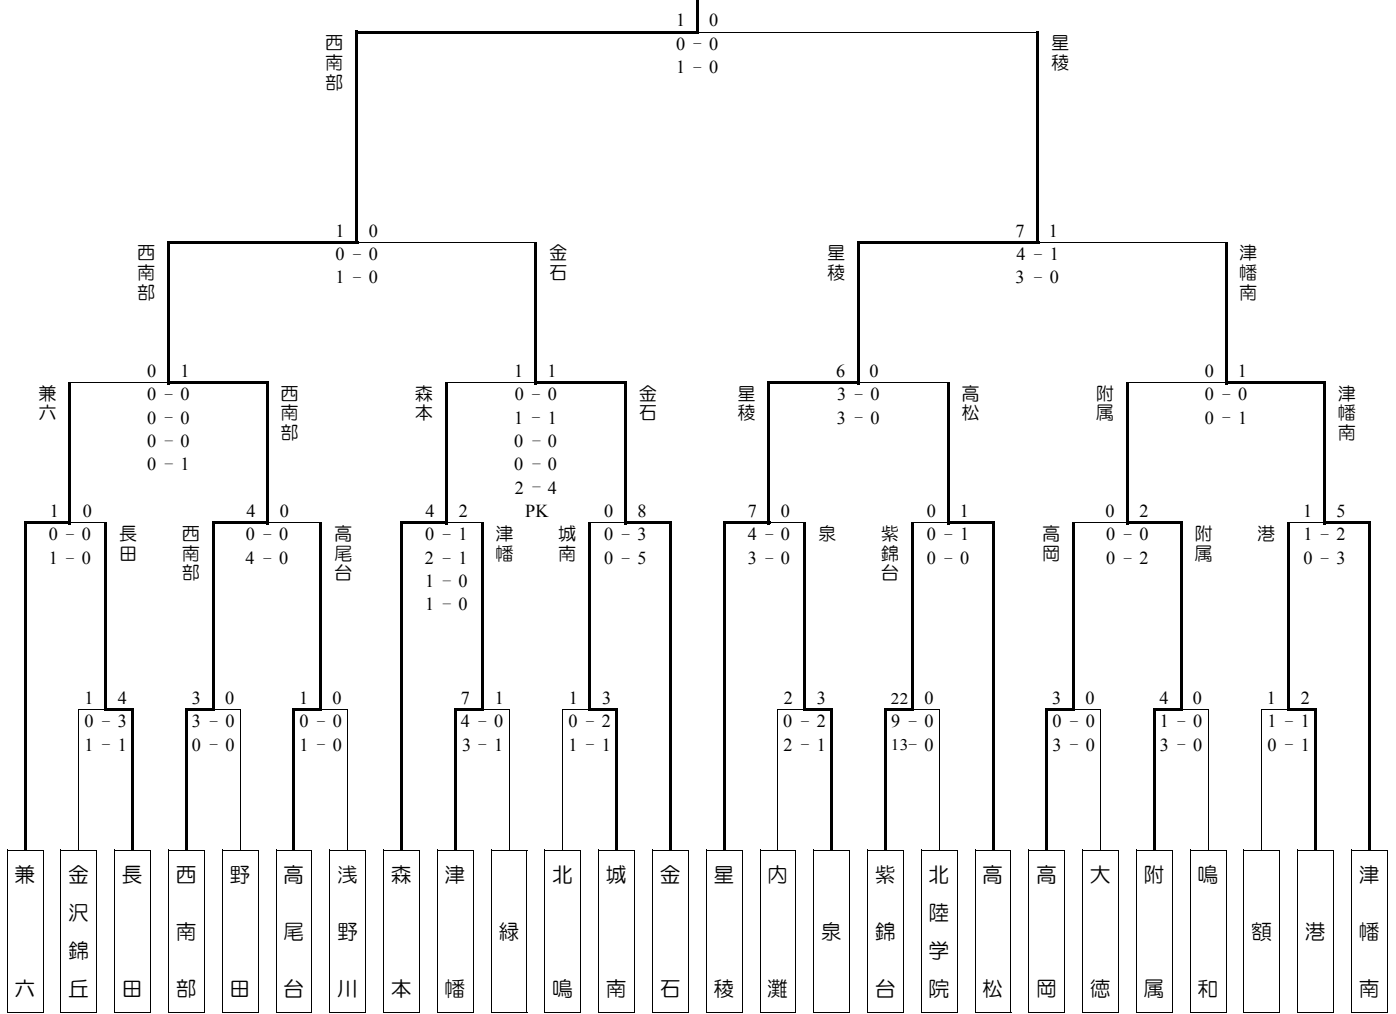 1 0
西南部 0 - 0 星稜
1 - 0
1 0 7 1
西南部 0 - 0 金石 星稜 4 - 1 津幡南
1 - 0 3 - 0
0 1 1 1 6 0 0 1
兼六 0 - 0 西南部 森本 0 - 0 金石 星稜 3 - 0 高松 附属 0 - 0 津幡南
0 - 0 1 - 1 3 - 0 0 - 1
0 - 0 0 - 0
0 - 1 0 - 0
2 - 4
PK
1 0 4 0 4 2 0 8 7 0 0 1 0 2 1 5
0 - 0 長田 西南部 0 - 0 高尾台 0 - 1 津幡 城南 0 - 3 4 - 0 泉 紫錦台 0 - 1 高岡 0 - 0 附属 港 1 - 2
1 - 0 4 - 0 2 - 1 0 - 5 3 - 0 0 - 0 0 - 2 0 - 3
1 - 0
1 - 0
1 4 3 0 1 0 7 1 1 3 2 3 22 0 3 0 4 0 1 2
0 - 3 3 - 0 0 - 0 4 - 0 0 - 2 0 - 2 9 - 0 0 - 0 1 - 0 1 - 1
1 - 1 0 - 0 1 - 0 3 - 1 1 - 1 2 - 1 13- 0 3 - 0 3 - 0 0 - 1
兼六
金沢錦丘
長田
西南部
野田
高尾台
浅野川
森本
津幡
緑
北鳴
城南
金石
星稜
内灘
泉
紫錦台
北陸学院
高松
高岡
大徳
附属
鳴和
額
港
津幡南